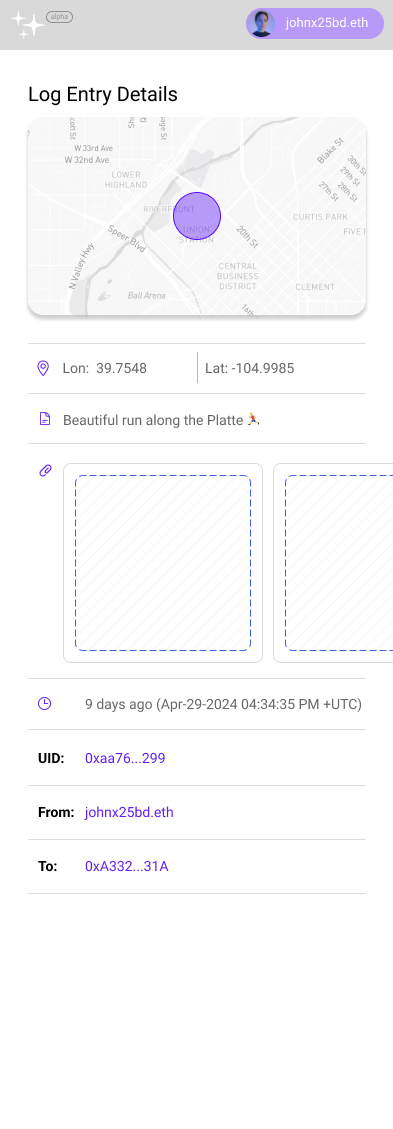 alpha
johnx25bd.eth
Log Entry Details
W 33rd Ave
W 32nd Ave
LOWER
HIGHLAND
Blake St
30th St
29th St
28th St
27th St
RIVERFRONT
UNION
STATION
20th St
CURTIS PARK
FIVE
Speer Blvd
N Valley Hwy
CENTRAL
BUSINESS
DISTRICT
Ball Arena
CLEMENT
Lon: 39.7548
Lat: -104.9985
Beautiful run along the Platte 🏃
9 days ago (Apr-29-2024 04:34:35 PM +UTC)
UID: 0xaa76...299
From: johnx25bd.eth
To: 0xA332...31A